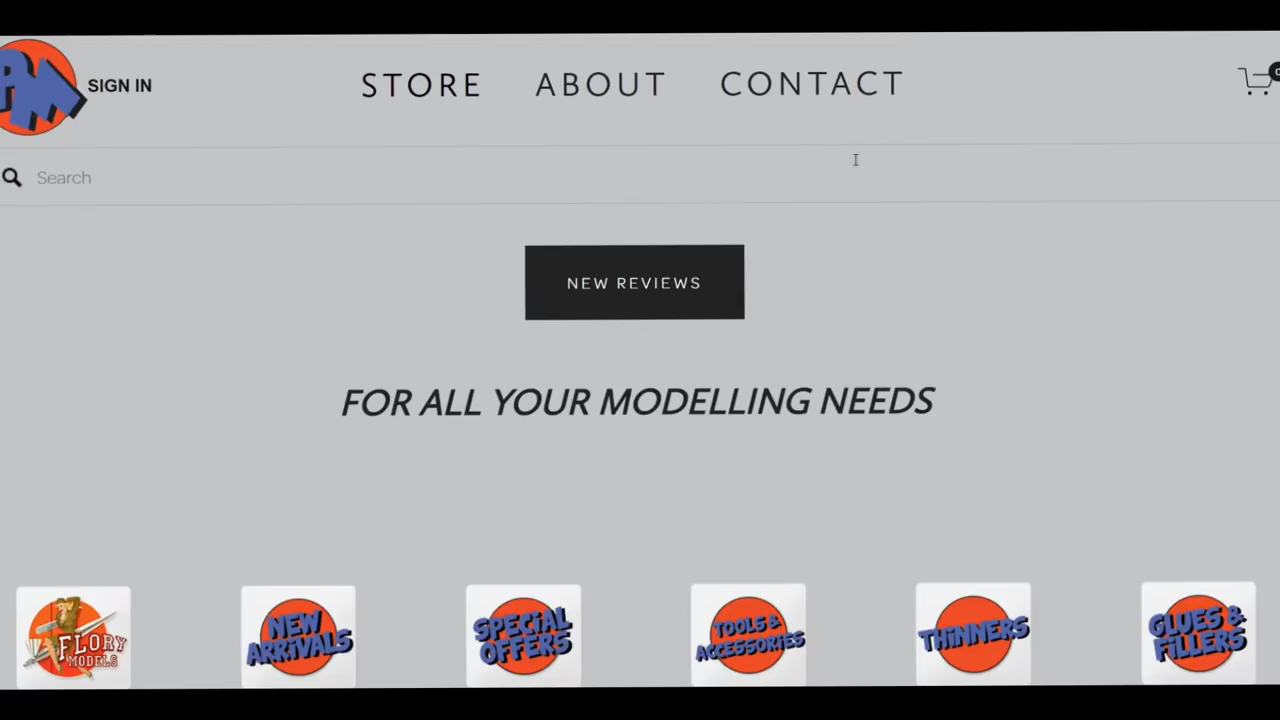 SIGN IN
STORE
ABOUT
CONTACT
Search
NEW REVIEWS
FOR ALL YOUR MODELLING NEEDS
FLORY
MODELS
NEW
ARRiVALS
SPECiAL
OFFERS
TOOLS &
ACCESSORiES
THiNNERS
GLUES &
FiLLERS